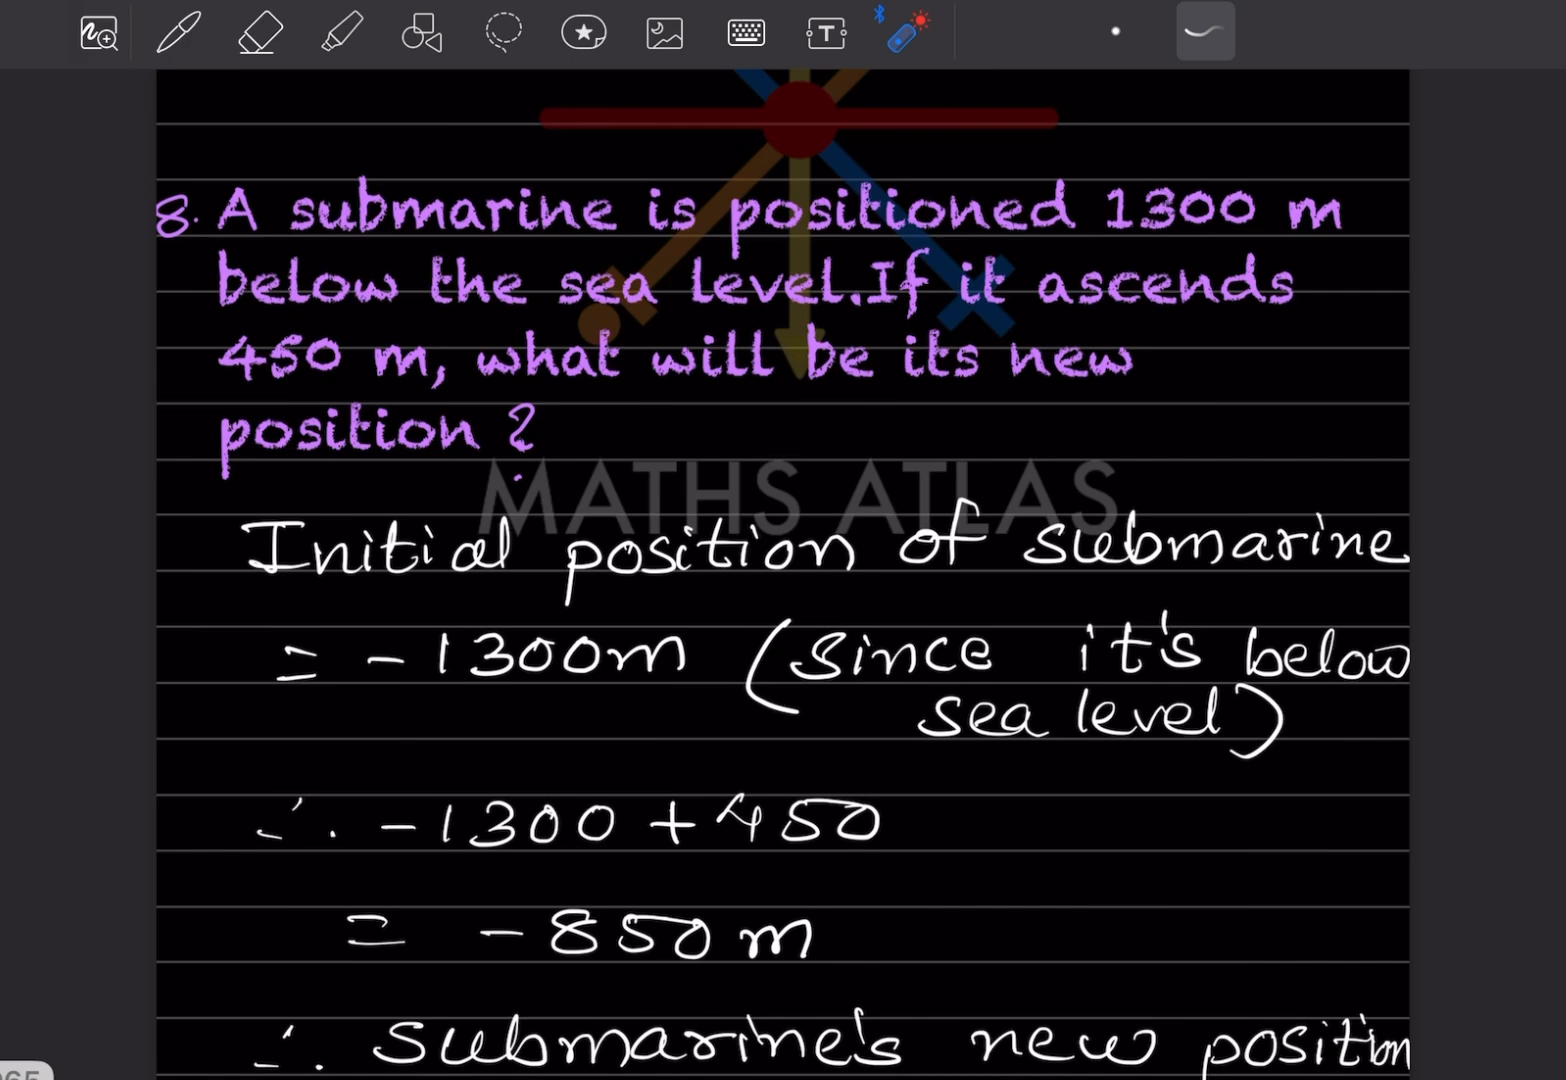 8. A submarine is positioned 1300 m
below the sea level.If it ascends
450 m, what will be its new
position ?
MATHS ATLAS
Initial position of submarine
= -1300m (since it's below
sea level)
∴ -1300 + 450
= -850 m
∴ submarine's new position